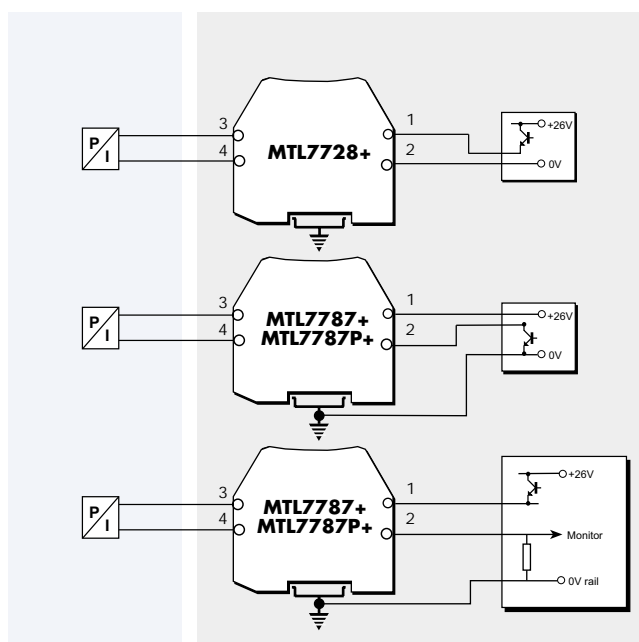 1
3
P
I
4
MTL7728+
2
+26V
0V
3
P
I
4
MTL7787+
MTL7787P+
1
2
+26V
0V
3
P
I
4
MTL7787+
MTL7787P+
1
2
+26V
Monitor
0V rail